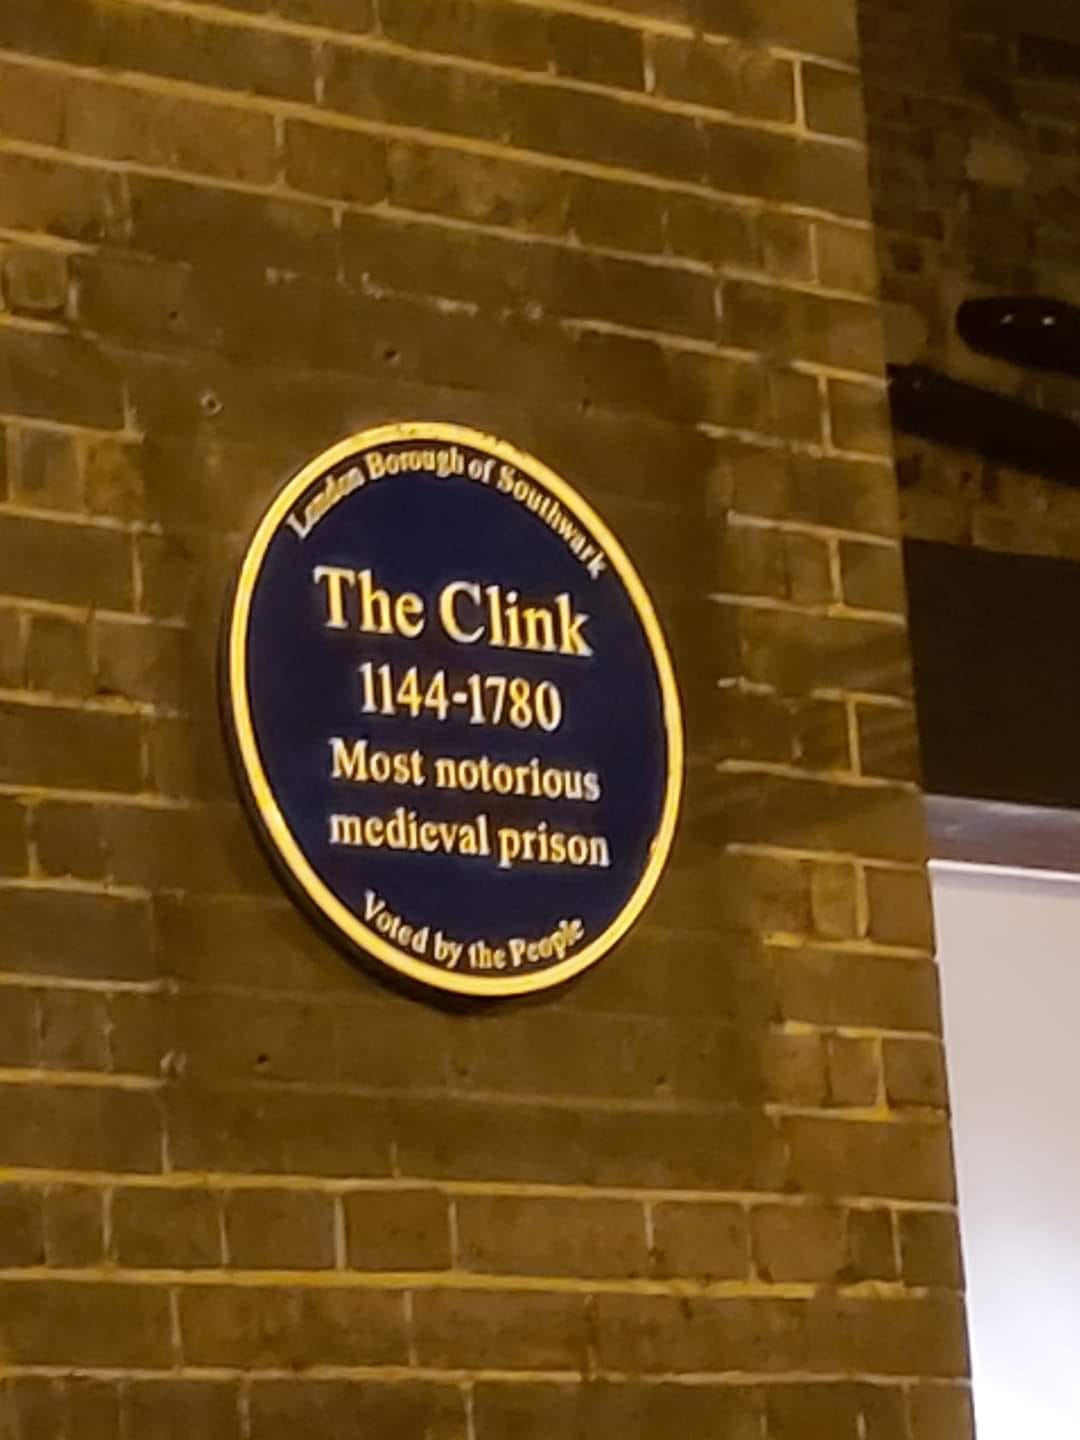 London Borough of Southwark
The Clink
1144-1780
Most notorious
medieval prison
Voted by the People